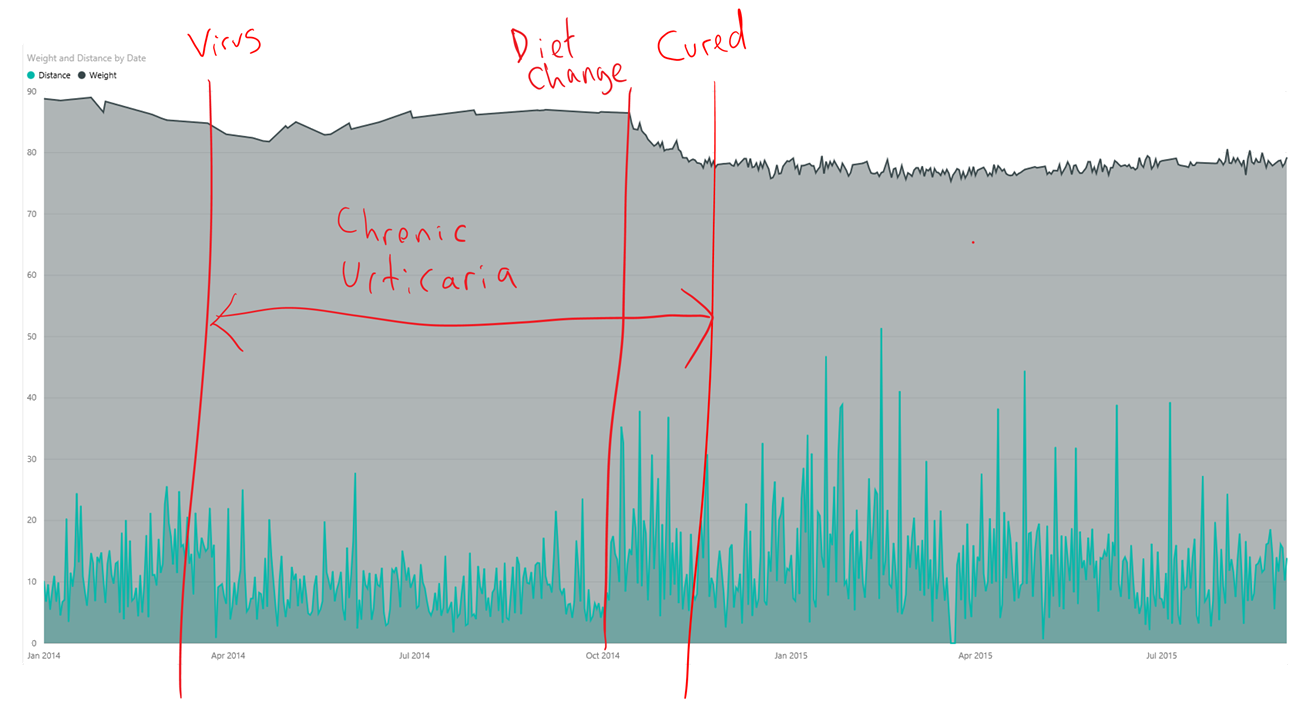 Virus
Diet
Change
Cured
Weight and Distance by Date
Distance Weight
90
80
70
60
50
40
30
20
10
0
Chronic
Urticaria
Jan 2014 Apr 2014 Jul 2014 Oct 2014 Jan 2015 Apr 2015 Jul 2015